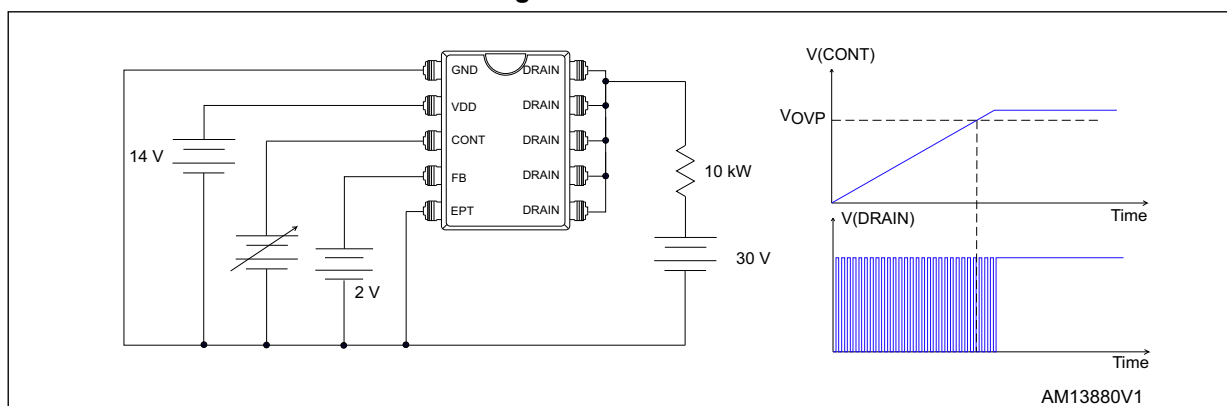 GND DRAIN
VDD DRAIN
CONT DRAIN
FB DRAIN
EPT DRAIN
14 V
2 V
10 kW
30 V
V(CONT)
VOVP
Time
V(DRAIN)
Time
AM13880V1